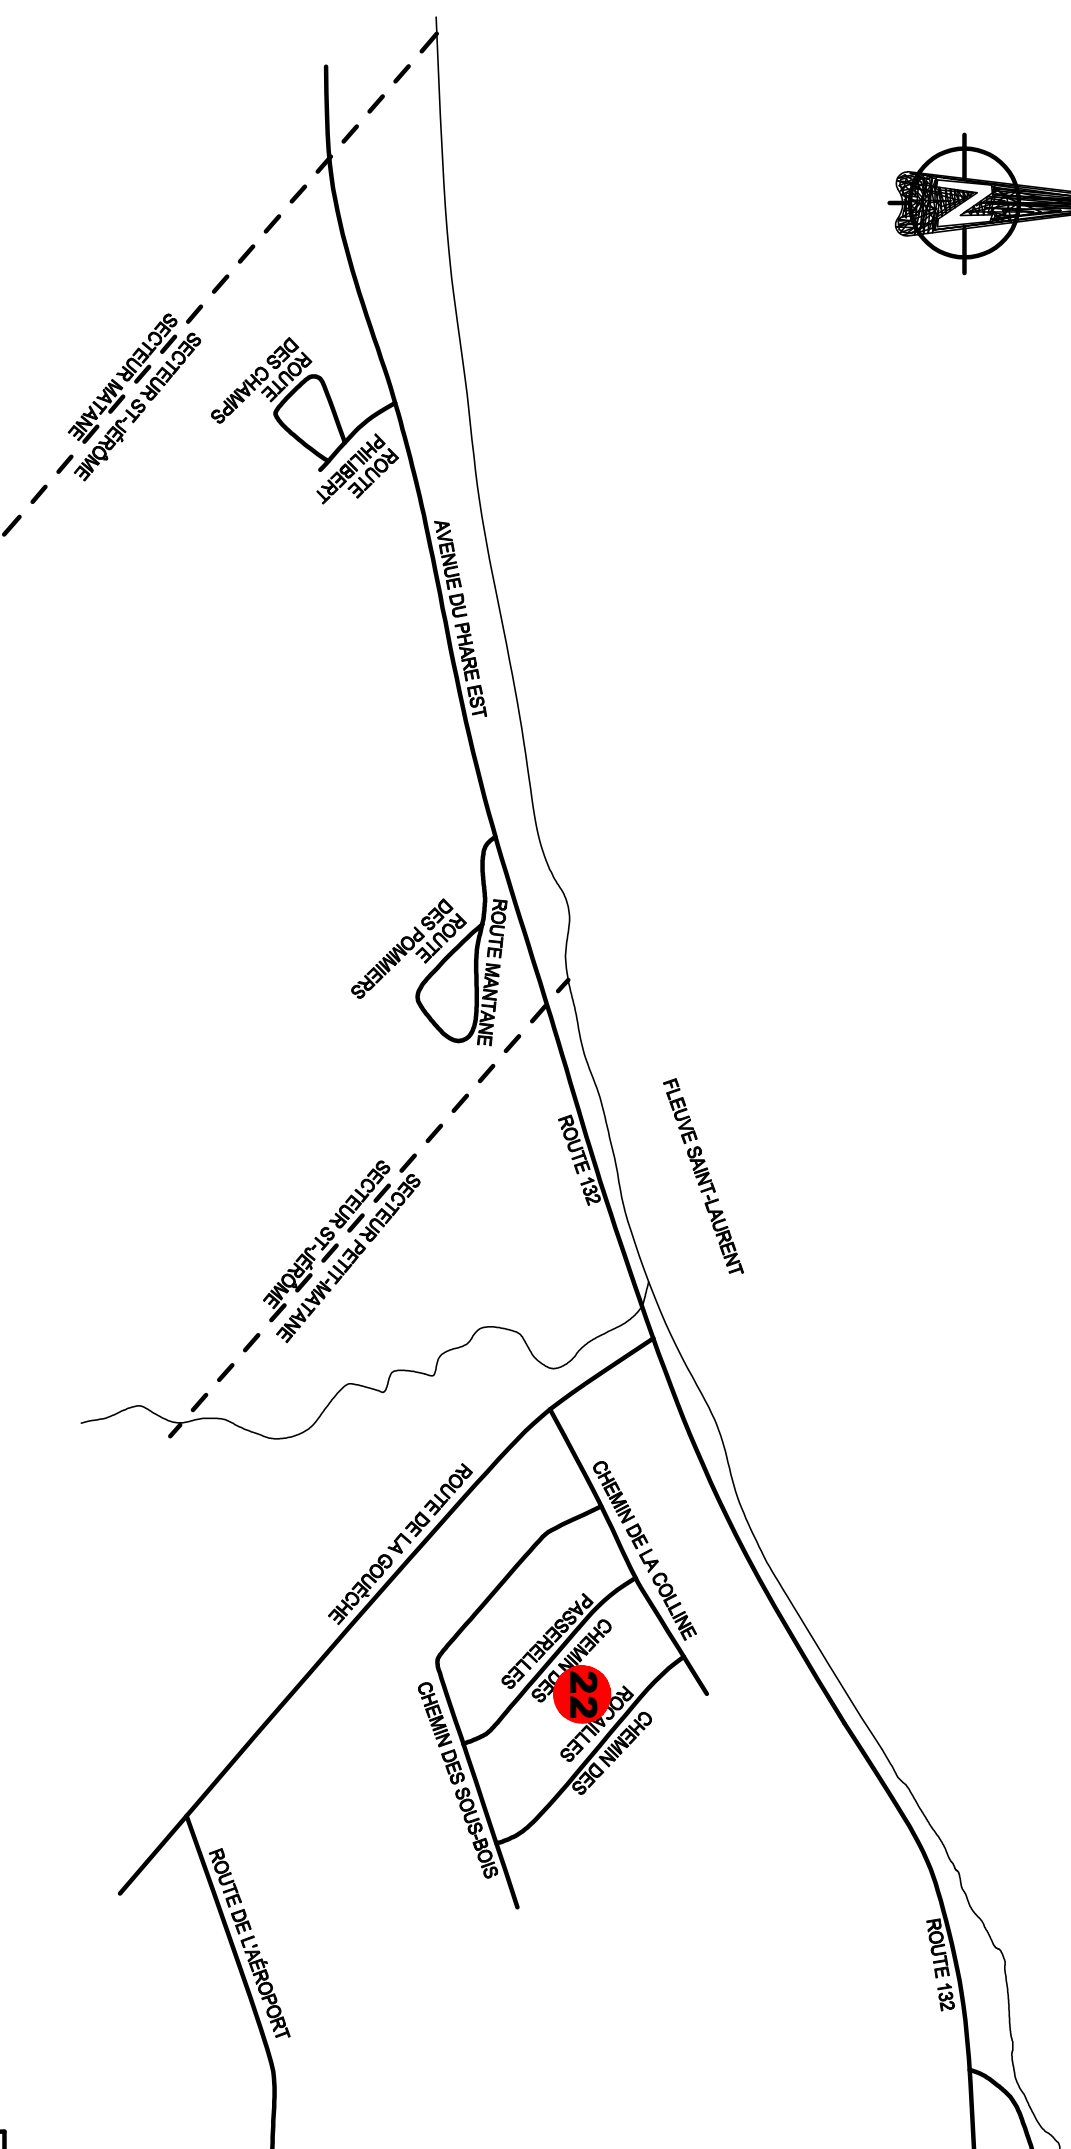 N
SECTEUR MATANE
SECTEUR ST-JÉRÔME
ROUTE
DES CHAMPS
ROUTE
PHILIBERT
AVENUE DU PHARE EST
ROUTE
DES POMMIERS
ROUTE MANTANE
ROUTE 132
FLEUVE SAINT-LAURENT
SECTEUR ST-JÉRÔME
SECTEUR PETIT-MATANE
ROUTE DE LA GOUÈCHE
CHEMIN DE LA COLLINE
CHEMIN DES
PASSERELLES
22
CHEMIN DES
ROCAILLES
CHEMIN DES SOUS-BOIS
ROUTE DE L'AÉROPORT
ROUTE 132